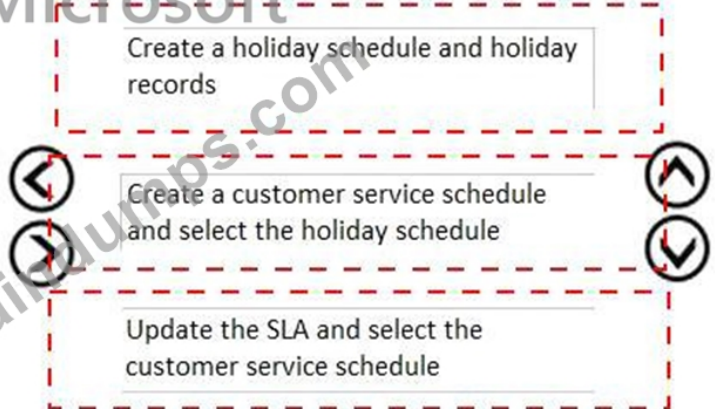 Microsoft
Create a holiday schedule and holiday
records
Create a customer service schedule
and select the holiday schedule
Update the SLA and select the
customer service schedule